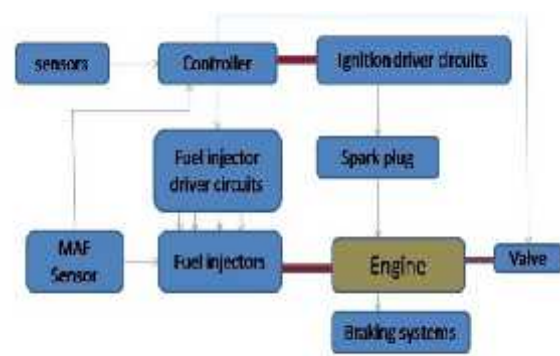 sensors
Controller
Ignition driver circuits
Fuel injector
driver circuits
Spark plug
MAF
Sensor
Fuel injectors
Engine
Valve
Braking systems